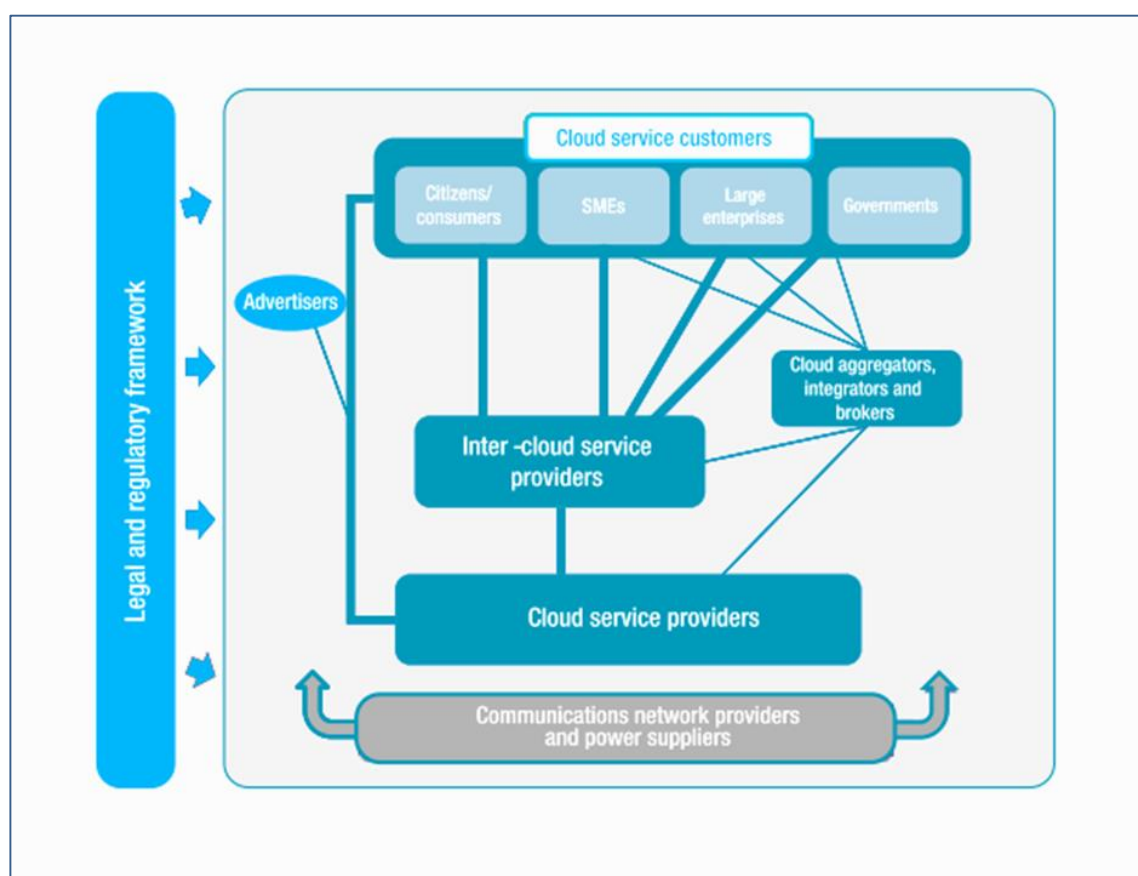 Legal and regulatory framework
Cloud service customers
Citizens/
consumers
SMEs
Large
enterprises
Governments
Advertisers
Cloud aggregators,
integrators and
brokers
Inter -cloud service
providers
Cloud service providers
Communications network providers
and power suppliers